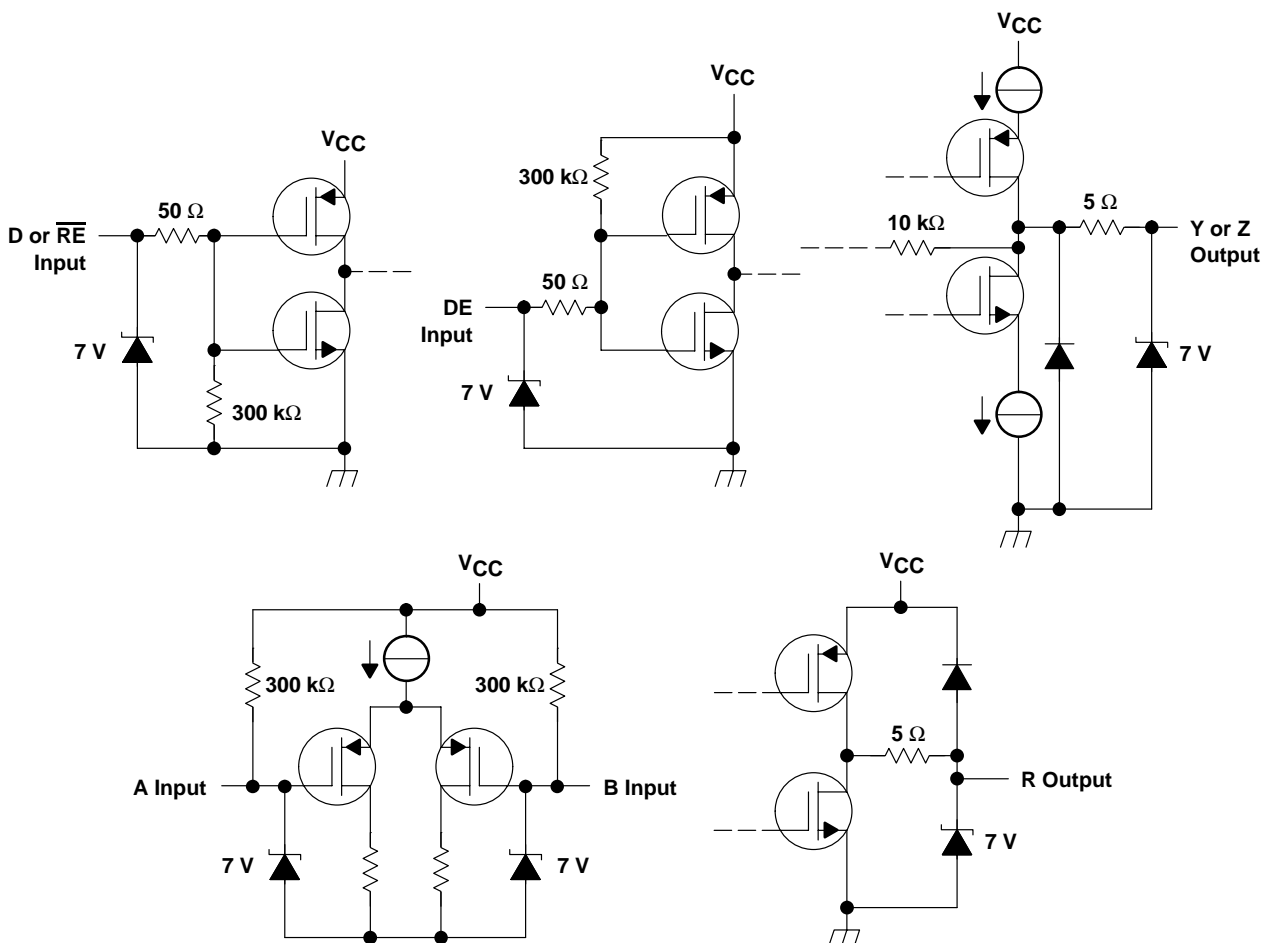 VCC
50 Ω
D or RE
Input
7 V
300 kΩ
VCC
300 kΩ
50 Ω
DE
Input
7 V
VCC
10 kΩ
5 Ω
Y or Z
Output
7 V
VCC
300 kΩ
300 kΩ
A Input
B Input
7 V
7 V
VCC
5 Ω
R Output
7 V